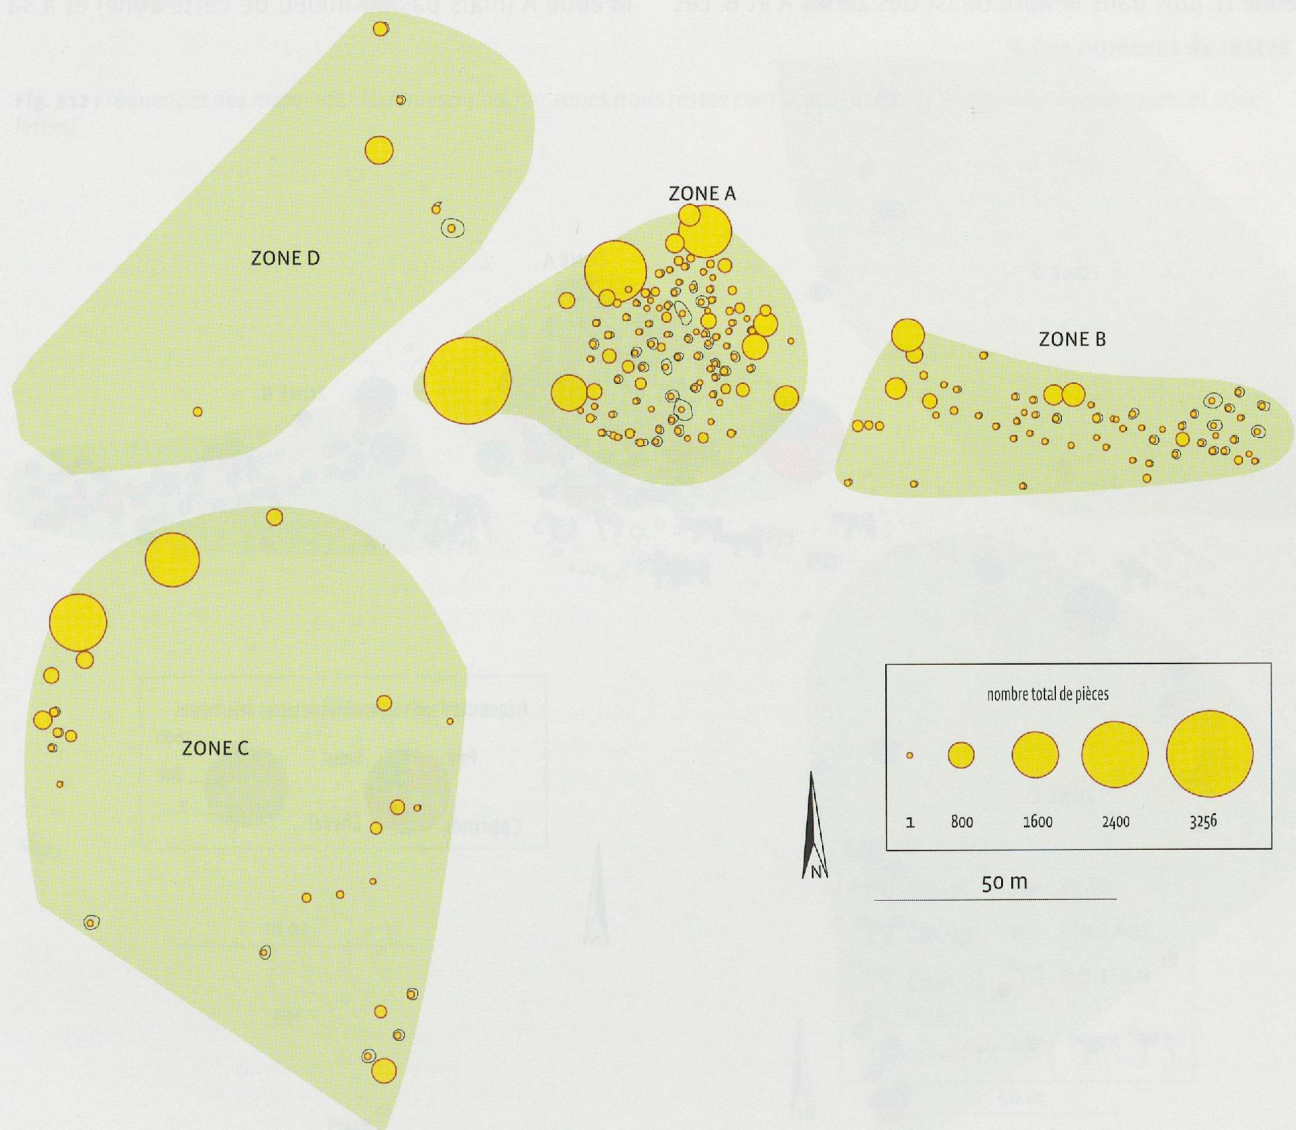 ZONE A
ZONE D
ZONE B
ZONE C
nombre total de pièces
1 800 1600 2400 3256
N
50 m